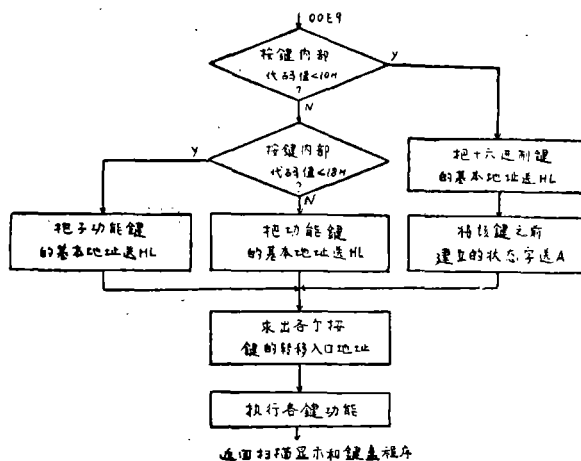 00E9
按键内部
代码值<10H
?
Y
N
按键内部
代码值<18H
?
Y
N
把十六进制键
的基本地址送HL
把子功能键
的基本地址送HL
把功能键
的基本地址送HL
将该键之前
建立的状态字送A
求出各个按
键的转移入口地址
执行各键功能
返回扫描显示和键盘程序